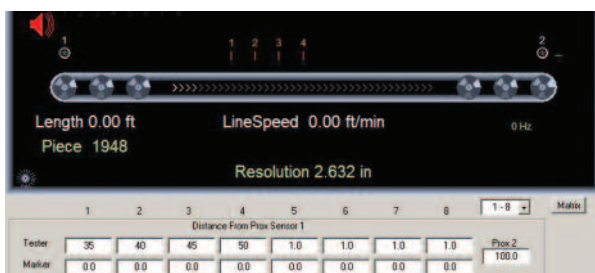 1 2
1 2 3 4
>>>>>>>>>>>>>>>>>>>>>>>>>>>>>>>>>>>>>>>>
Length 0.00 ft LineSpeed 0.00 ft/min 0 Hz
Piece 1948
Resolution 2.632 in
1 2 3 4 5 6 7 8 1 - 8 Matrix
Distance From Prox Sensor 1
Tester 35 40 45 50 1.0 1.0 1.0 1.0 Prox 2
100.0
Marker 0.0 0.0 0.0 0.0 0.0 0.0 0.0 0.0